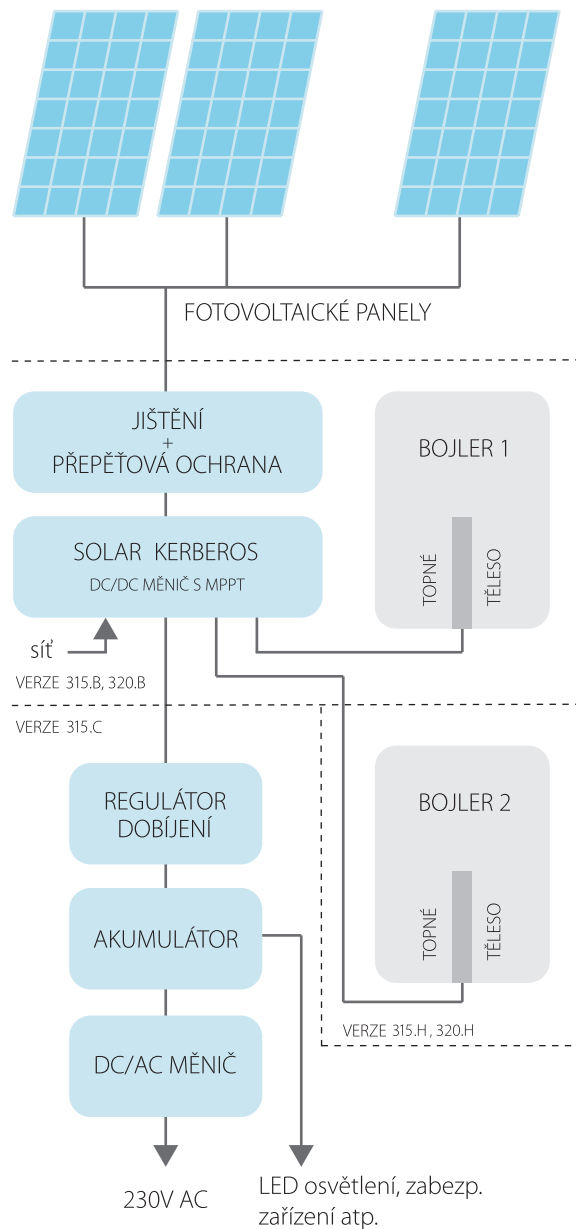 FOTOVOLTAICKÉ PANELY
JIŠTĚNÍ
+
PŘEPĚŤOVÁ OCHRANA
BOJLER 1
TOPNÉ
TĚLESO
SOLAR KERBEROS
DC/DC MĚNIČ S MPPT
síť
VERZE 315.B, 320.B
VERZE 315.C
REGULÁTOR
DOBÍJENÍ
BOJLER 2
TOPNÉ
TĚLESO
AKUMULÁTOR
VERZE 315.H , 320.H
DC/AC MĚNIČ
230V AC
LED osvětlení, zabezp.
zařízení atp.